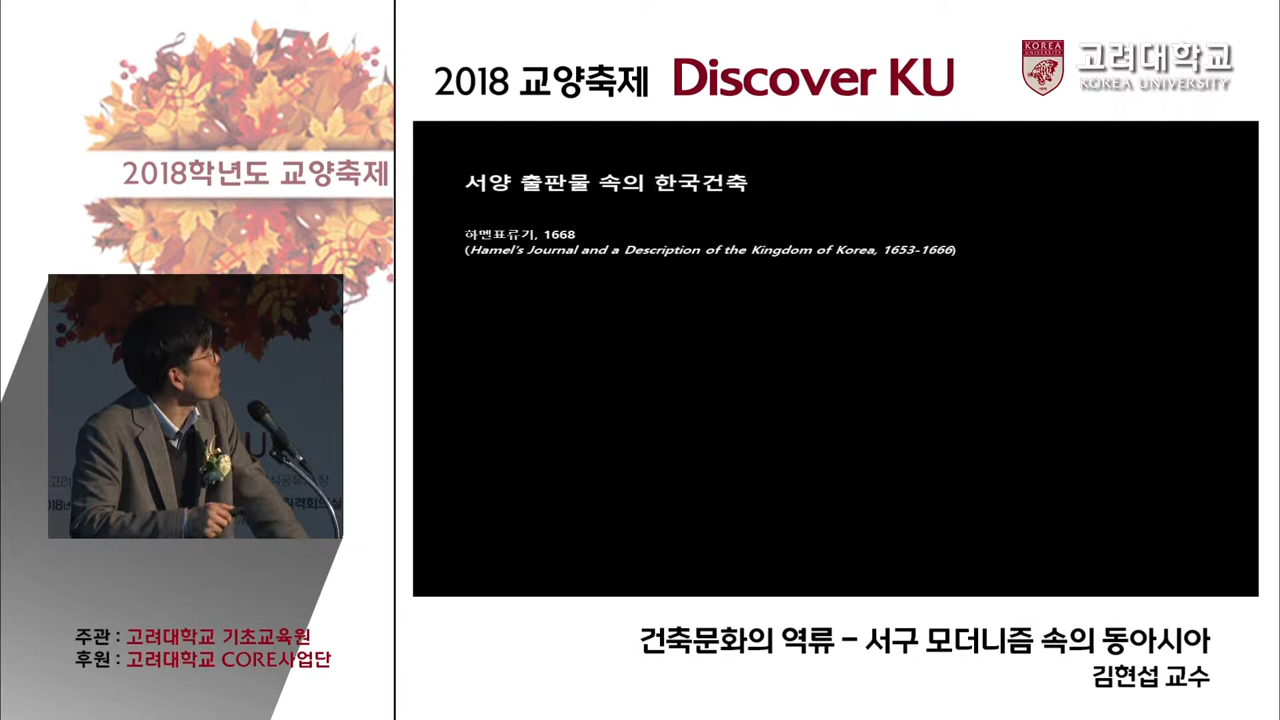 2018 교양축제 Discover KU
KOREA
UNIVERSITY
고려대학교
KOREA UNIVERSITY
2018학년도 교양축제
서양 출판물 속의 한국건축
하멜표류기, 1668
(Hamel's Journal and a Description of the Kingdom of Korea, 1653-1666)
주관 : 고려대학교 기초교육원
후원 : 고려대학교 CORE사업단
건축문화의 역류 – 서구 모더니즘 속의 동아시아
김현섭 교수